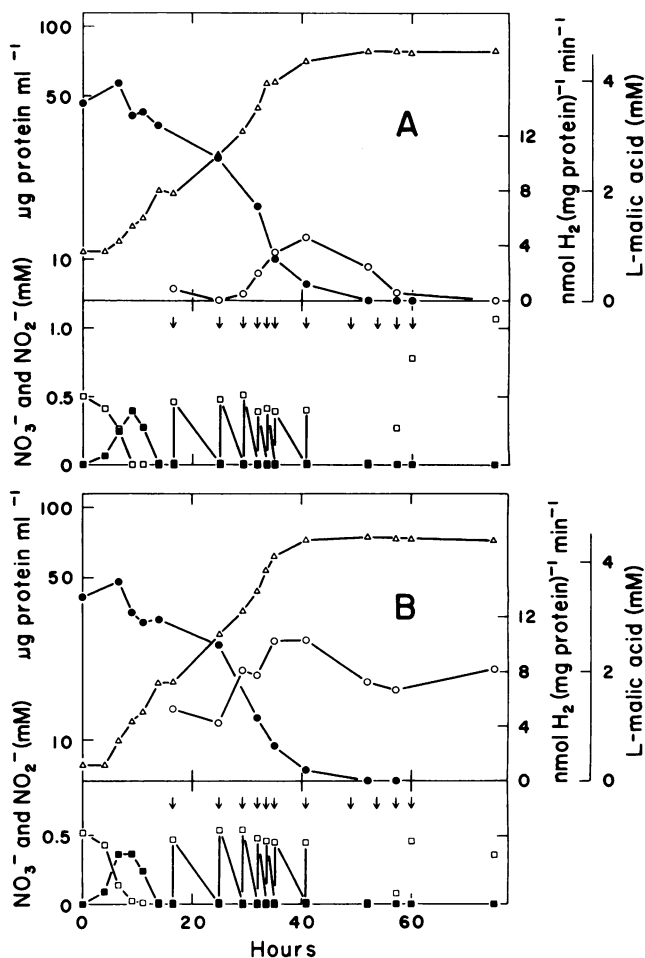 100
50
10
µg protein ml⁻¹
A
12
8
4
0
nmol H₂ (mg protein)⁻¹ min⁻¹
4
2
0
L-malic acid (mM)
1.0
0.5
0
NO₃⁻ and NO₂⁻ (mM)
100
50
10
µg protein ml⁻¹
B
12
8
4
0
nmol H₂ (mg protein)⁻¹ min⁻¹
4
2
0
L-malic acid (mM)
0.5
0
NO₃⁻ and NO₂⁻ (mM)
0 20 40 60
Hours